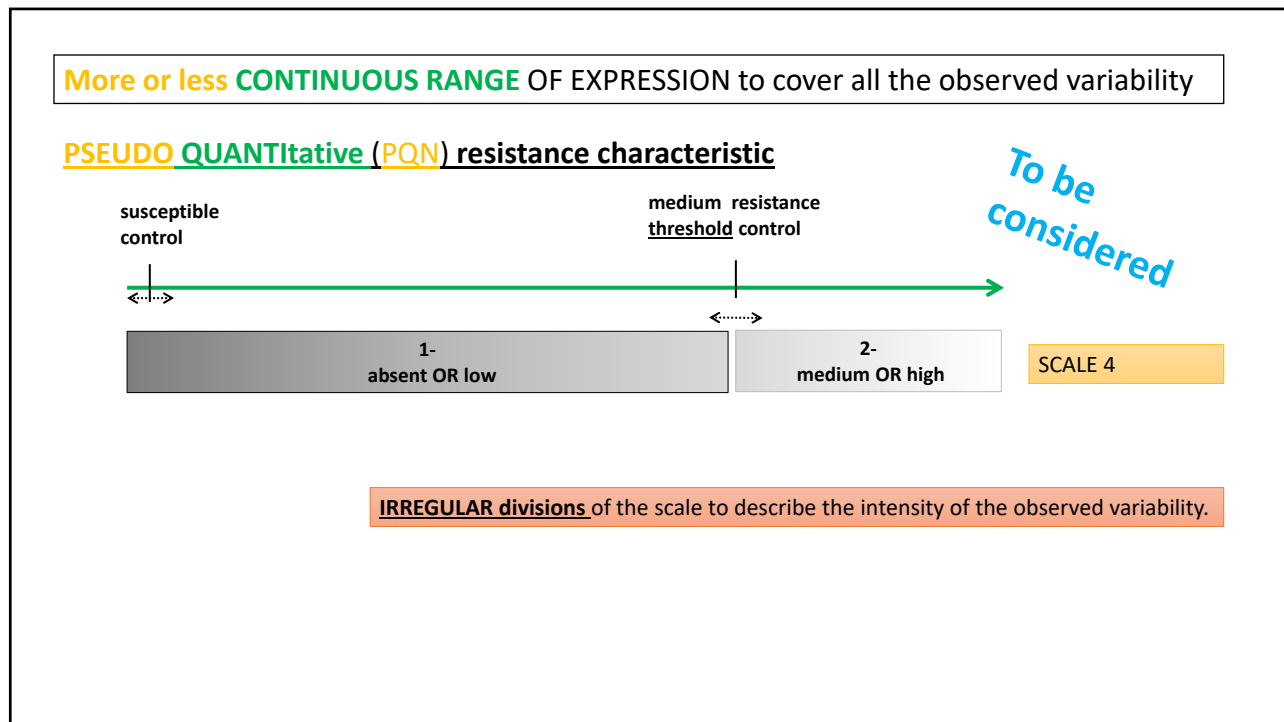 More or less CONTINUOUS RANGE OF EXPRESSION to cover all the observed variability
PSEUDO QUANTItative (PQN) resistance characteristic
To be
considered
susceptible
control
medium resistance
threshold control
1-
absent OR low
2-
medium OR high
SCALE 4
IRREGULAR divisions of the scale to describe the intensity of the observed variability.